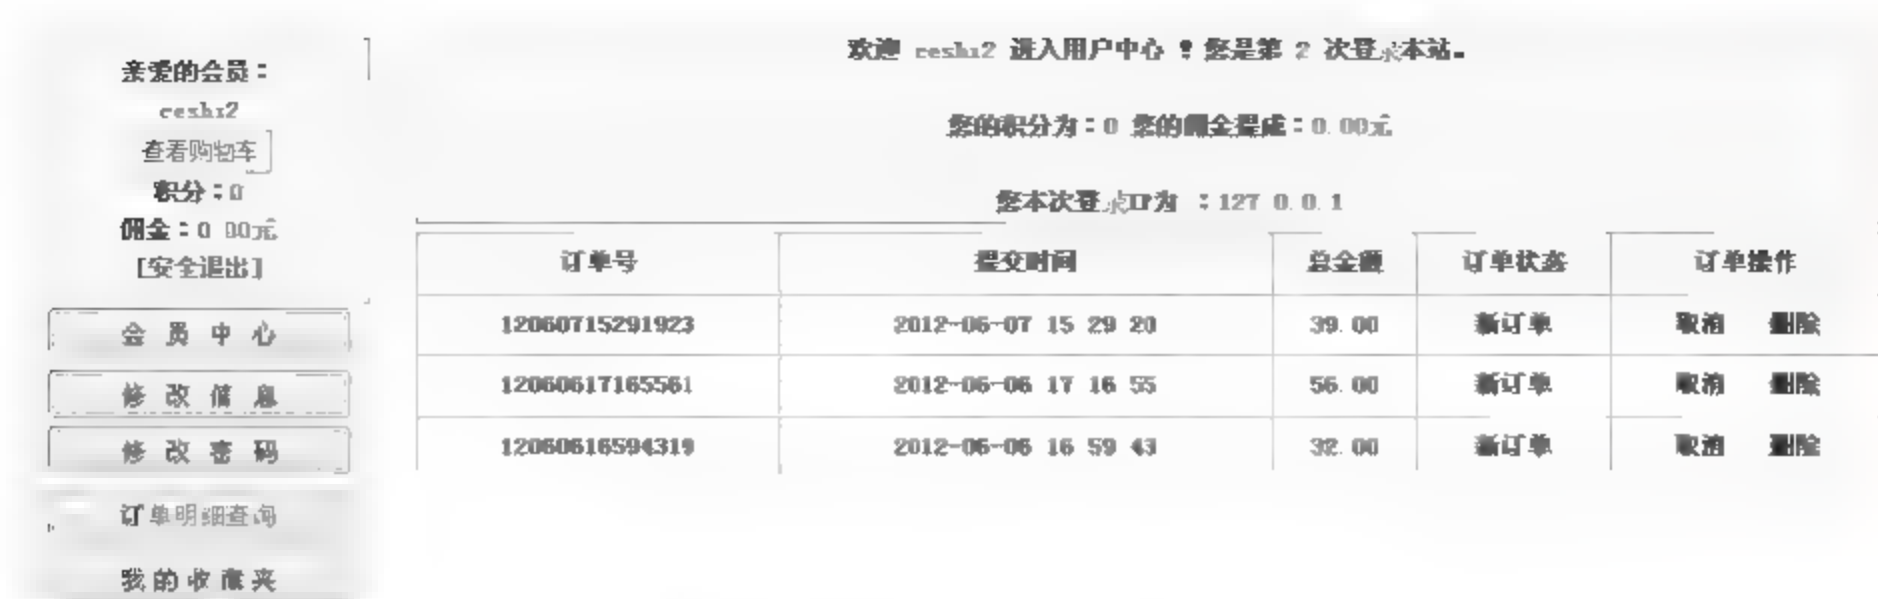 亲爱的会员：
ceshi2
查看购物车
积分：0
佣金：0.00元
[安全退出]
会员中心
修改信息
修改密码
订单明细查询
我的收藏夹
欢迎 ceshi2 进入用户中心！您是第 2 次登录本站。
您的积分为：0 您的佣金提成：0.00元
您本次登录IP为 ：127.0.0.1
订单号 提交时间 总金额 订单状态 订单操作
12060715291923 2012-06-07 15 29 20 39.00 新订单 取消 删除
12060617165561 2012-06-06 17 16 55 56.00 新订单 取消 删除
12060616594319 2012-06-06 16 59 43 32.00 新订单 取消 删除